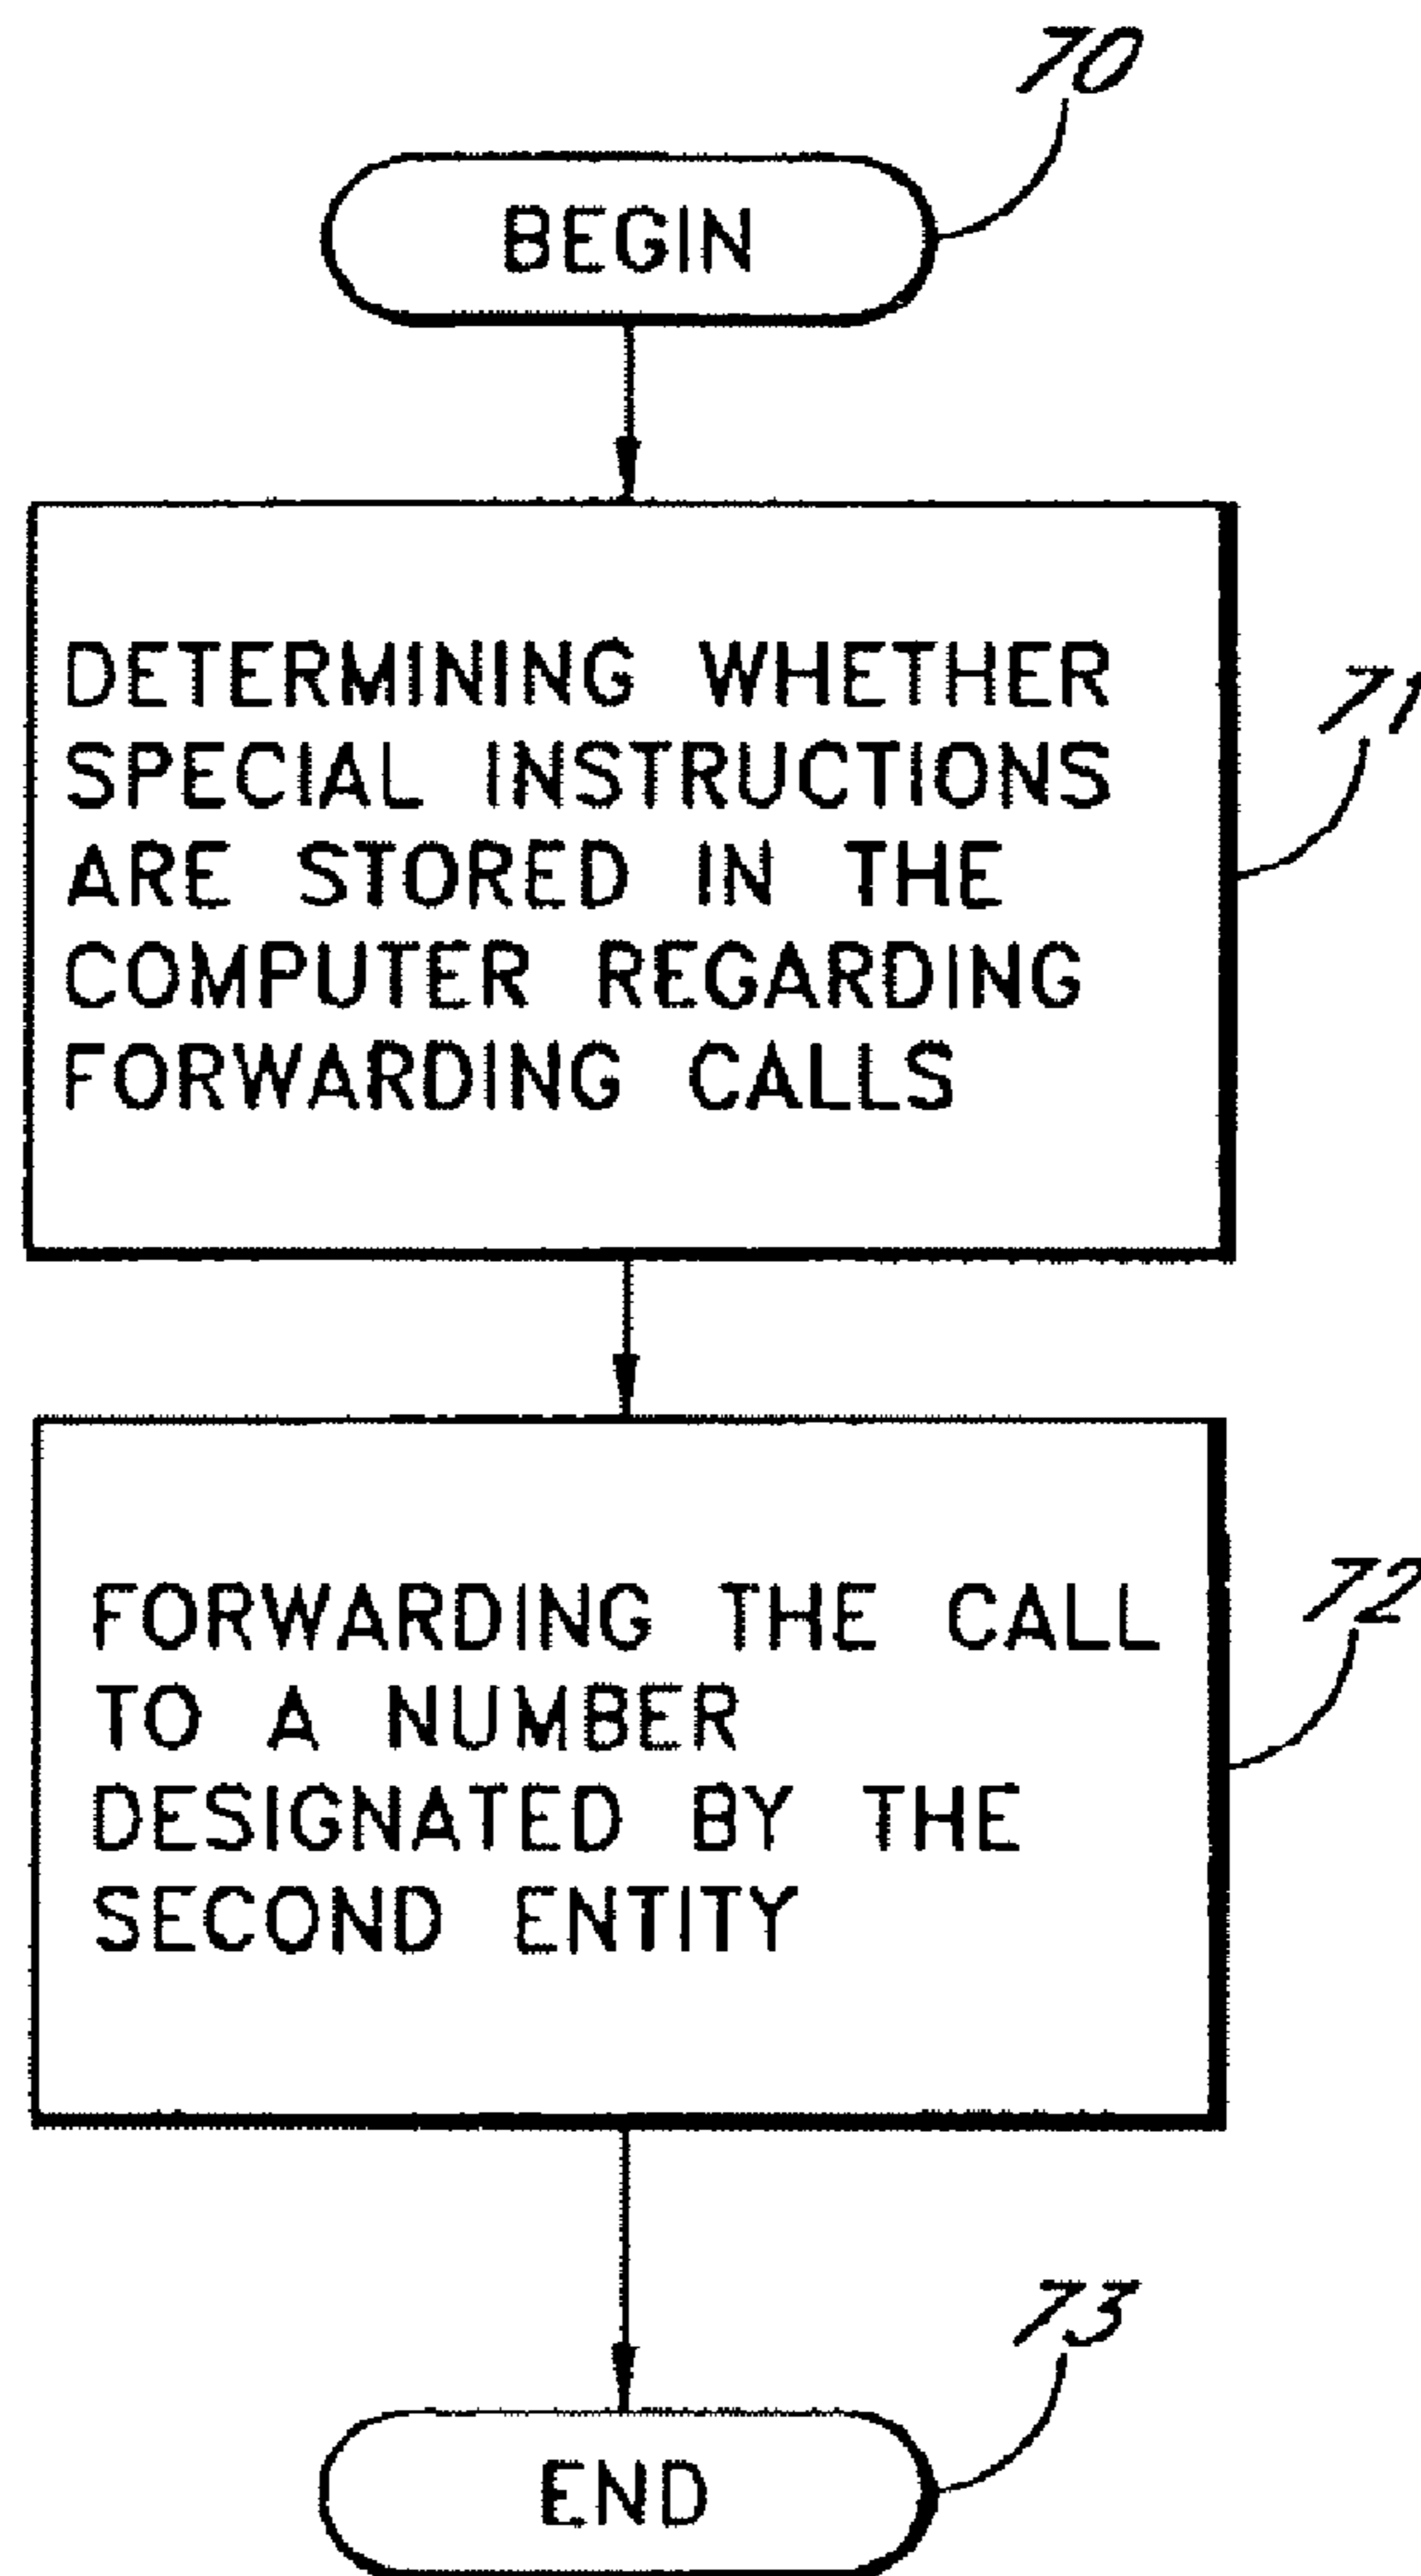 70
BEGIN
DETERMINING WHETHER
SPECIAL INSTRUCTIONS
ARE STORED IN THE
COMPUTER REGARDING
FORWARDING CALLS
71
FORWARDING THE CALL
TO A NUMBER
DESIGNATED BY THE
SECOND ENTITY
72
73
END